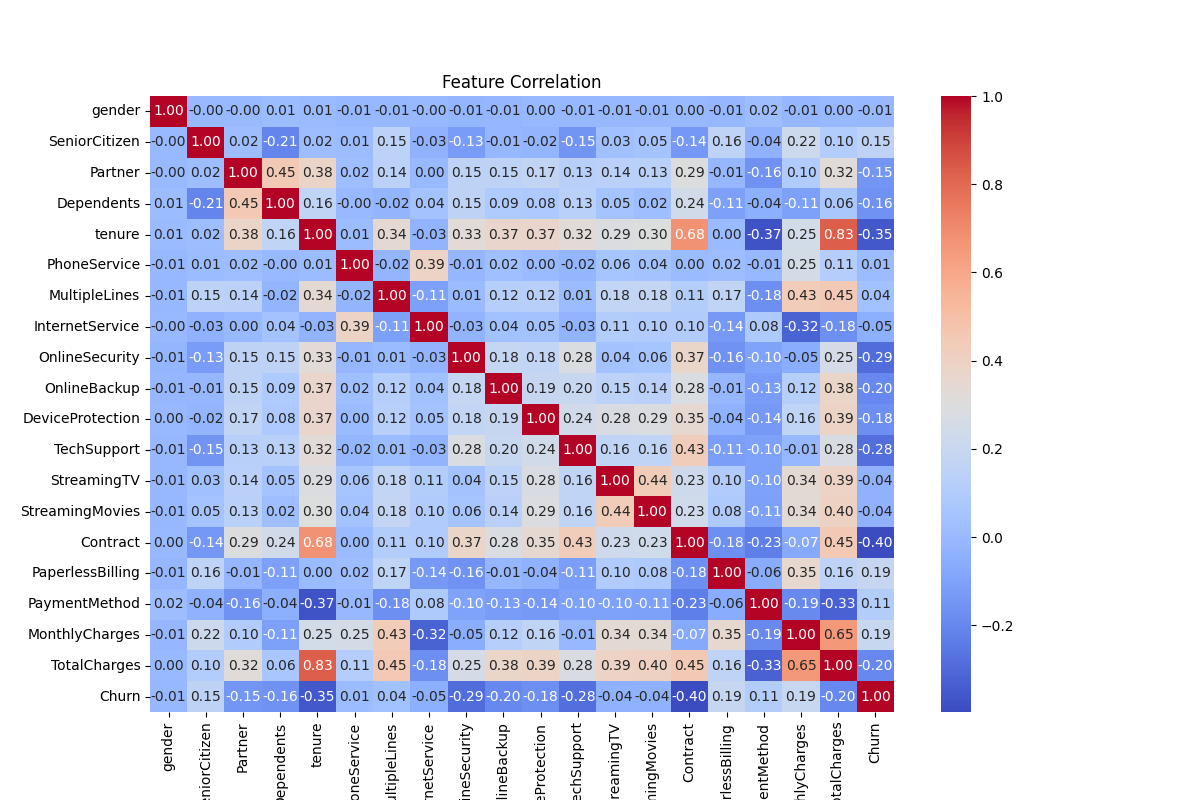 Feature Correlation
gender 1.00 -0.00 -0.00 0.01 0.01 -0.01 -0.01 -0.00 -0.01 -0.01 0.00 -0.01 -0.01 -0.01 0.00 -0.01 0.02 -0.01 0.00 -0.01
SeniorCitizen -0.00 1.00 0.02 -0.21 0.02 0.01 0.15 -0.03 -0.13 -0.01 -0.02 -0.15 0.03 0.05 -0.14 0.16 -0.04 0.22 0.10 0.15
Partner -0.00 0.02 1.00 0.45 0.38 0.02 0.14 0.00 0.15 0.15 0.17 0.13 0.14 0.13 0.29 -0.01 -0.16 0.10 0.32 -0.15
Dependents 0.01 -0.21 0.45 1.00 0.16 -0.00 -0.02 0.04 0.15 0.09 0.08 0.13 0.05 0.02 0.24 -0.11 -0.04 -0.11 0.06 -0.16
tenure 0.01 0.02 0.38 0.16 1.00 0.01 0.34 -0.03 0.33 0.37 0.37 0.32 0.29 0.30 0.68 0.00 -0.37 0.25 0.83 -0.35
PhoneService -0.01 0.01 0.02 -0.00 0.01 1.00 -0.02 0.39 -0.01 0.02 0.00 -0.02 0.06 0.04 0.00 0.02 -0.01 0.25 0.11 0.01
MultipleLines -0.01 0.15 0.14 -0.02 0.34 -0.02 1.00 -0.11 0.01 0.12 0.12 0.01 0.18 0.18 0.11 0.17 -0.18 0.43 0.45 0.04
InternetService -0.00 -0.03 0.00 0.04 -0.03 0.39 -0.11 1.00 -0.03 0.04 0.05 -0.03 0.11 0.10 0.10 -0.14 0.08 -0.32 -0.18 -0.05
OnlineSecurity -0.01 -0.13 0.15 0.15 0.33 -0.01 0.01 -0.03 1.00 0.18 0.18 0.28 0.04 0.06 0.37 -0.16 -0.10 -0.05 0.25 -0.29
OnlineBackup -0.01 -0.01 0.15 0.09 0.37 0.02 0.12 0.04 0.18 1.00 0.19 0.20 0.15 0.14 0.28 -0.01 -0.13 0.12 0.38 -0.20
DeviceProtection 0.00 -0.02 0.17 0.08 0.37 0.00 0.12 0.05 0.18 0.19 1.00 0.24 0.28 0.29 0.35 -0.04 -0.14 0.16 0.39 -0.18
TechSupport -0.01 -0.15 0.13 0.13 0.32 -0.02 0.01 -0.03 0.28 0.20 0.24 1.00 0.16 0.16 0.43 -0.11 -0.10 -0.01 0.28 -0.28
StreamingTV -0.01 0.03 0.14 0.05 0.29 0.06 0.18 0.11 0.04 0.15 0.28 0.16 1.00 0.44 0.23 0.10 -0.10 0.34 0.39 -0.04
StreamingMovies -0.01 0.05 0.13 0.02 0.30 0.04 0.18 0.10 0.06 0.14 0.29 0.16 0.44 1.00 0.23 0.08 -0.11 0.34 0.40 -0.04
Contract 0.00 -0.14 0.29 0.24 0.68 0.00 0.11 0.10 0.37 0.28 0.35 0.43 0.23 0.23 1.00 -0.18 -0.23 -0.07 0.45 -0.40
PaperlessBilling -0.01 0.16 -0.01 -0.11 0.00 0.02 0.17 -0.14 -0.16 -0.01 -0.04 -0.11 0.10 0.08 -0.18 1.00 -0.06 0.35 0.16 0.19
PaymentMethod 0.02 -0.04 -0.16 -0.04 -0.37 -0.01 -0.18 0.08 -0.10 -0.13 -0.14 -0.10 -0.10 -0.11 -0.23 -0.06 1.00 -0.19 -0.33 0.11
MonthlyCharges -0.01 0.22 0.10 -0.11 0.25 0.25 0.43 -0.32 -0.05 0.12 0.16 -0.01 0.34 0.34 -0.07 0.35 -0.19 1.00 0.65 0.19
TotalCharges 0.00 0.10 0.32 0.06 0.83 0.11 0.45 -0.18 0.25 0.38 0.39 0.28 0.39 0.40 0.45 0.16 -0.33 0.65 1.00 -0.20
Churn -0.01 0.15 -0.15 -0.16 -0.35 0.01 0.04 -0.05 -0.29 -0.20 -0.18 -0.28 -0.04 -0.04 -0.40 0.19 0.11 0.19 -0.20 1.00
gender
eniorCitizen
Partner
Dependents
tenure
oneService
ultipleLines
rnetService
ineSecurity
lineBackup
eProtection
echSupport
reamingTV
mingMovies
Contract
rlessBilling
entMethod
hlyCharges
otalCharges
Churn
1.0
0.8
0.6
0.4
0.2
0.0
−0.2